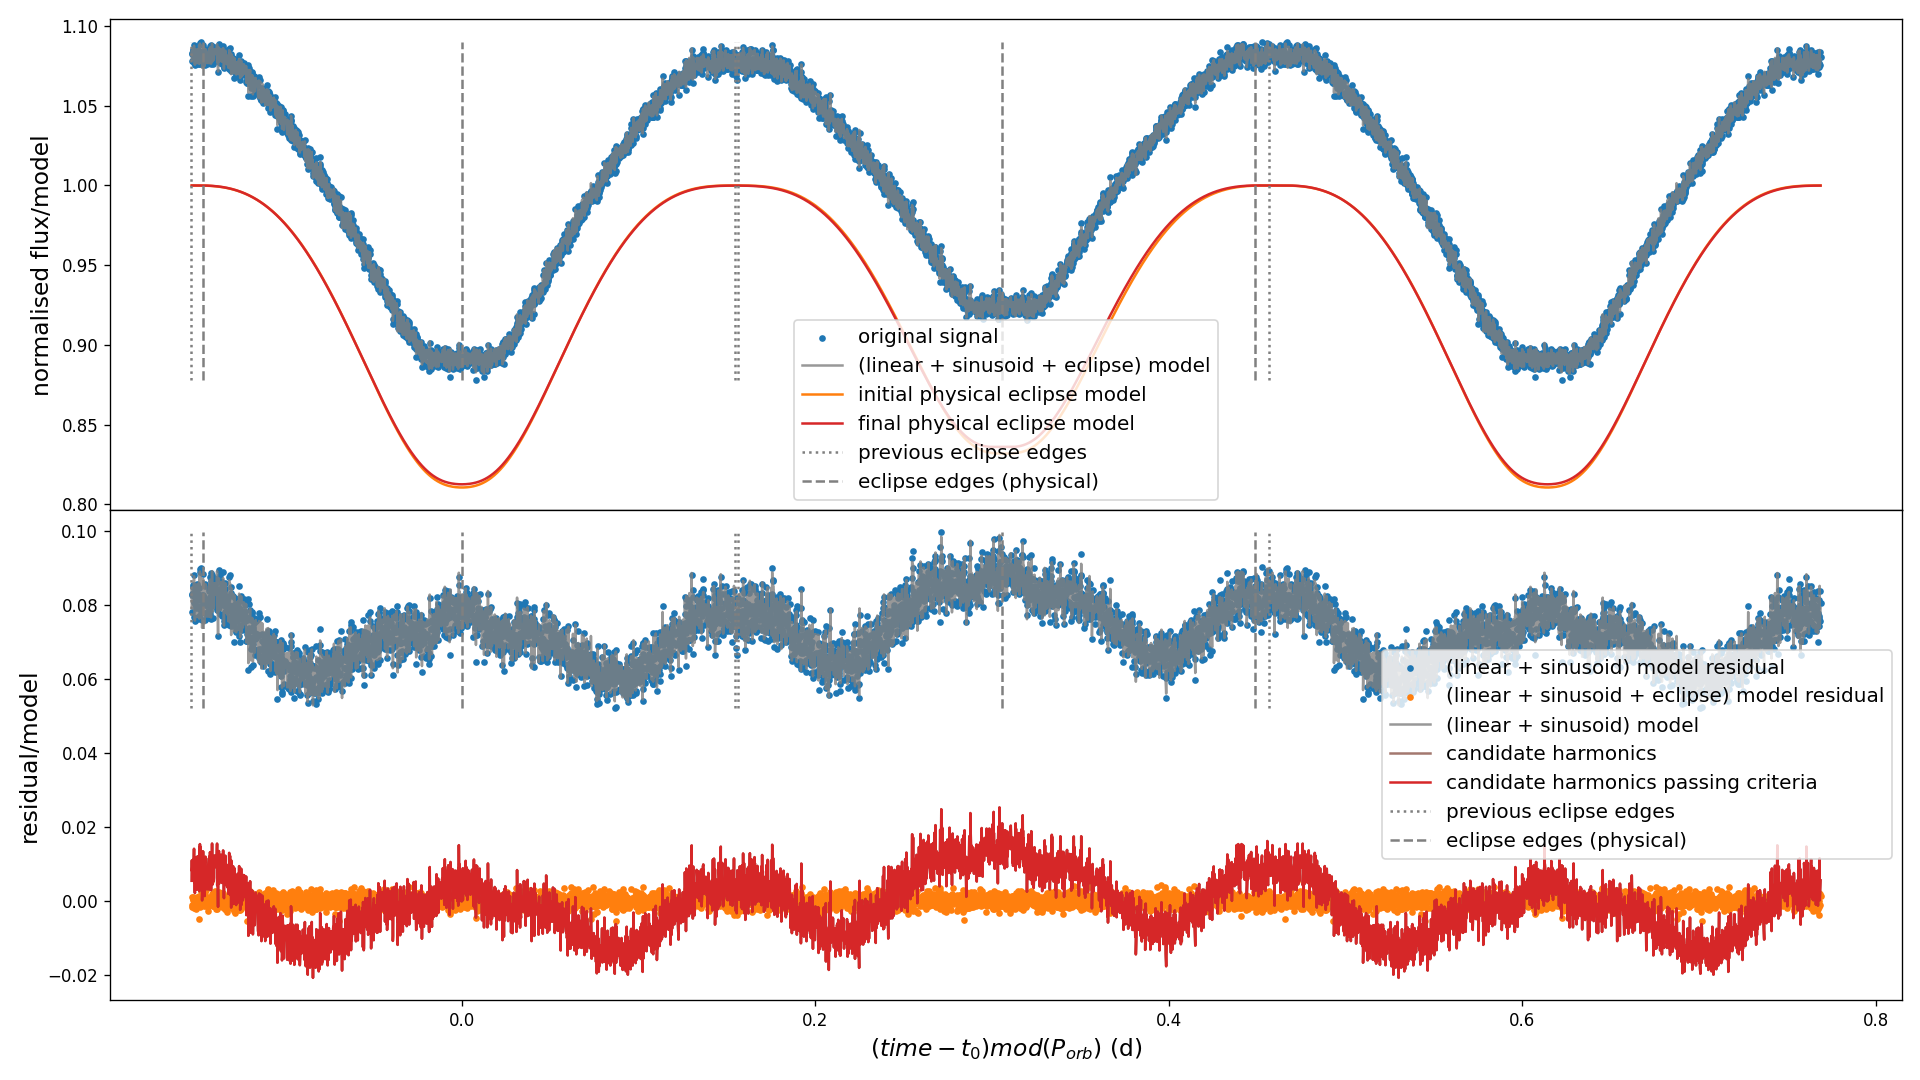 normalised flux/model
1.10
1.05
1.00
0.95
0.90
0.85
0.80
original signal
(linear + sinusoid + eclipse) model
initial physical eclipse model
final physical eclipse model
previous eclipse edges
eclipse edges (physical)
residual/model
0.10
0.08
0.06
0.04
0.02
0.00
−0.02
(linear + sinusoid) model residual
(linear + sinusoid + eclipse) model residual
(linear + sinusoid) model
candidate harmonics
candidate harmonics passing criteria
previous eclipse edges
eclipse edges (physical)
0.0 0.2 0.4 0.6 0.8
(time − t₀)mod(P_orb) (d)